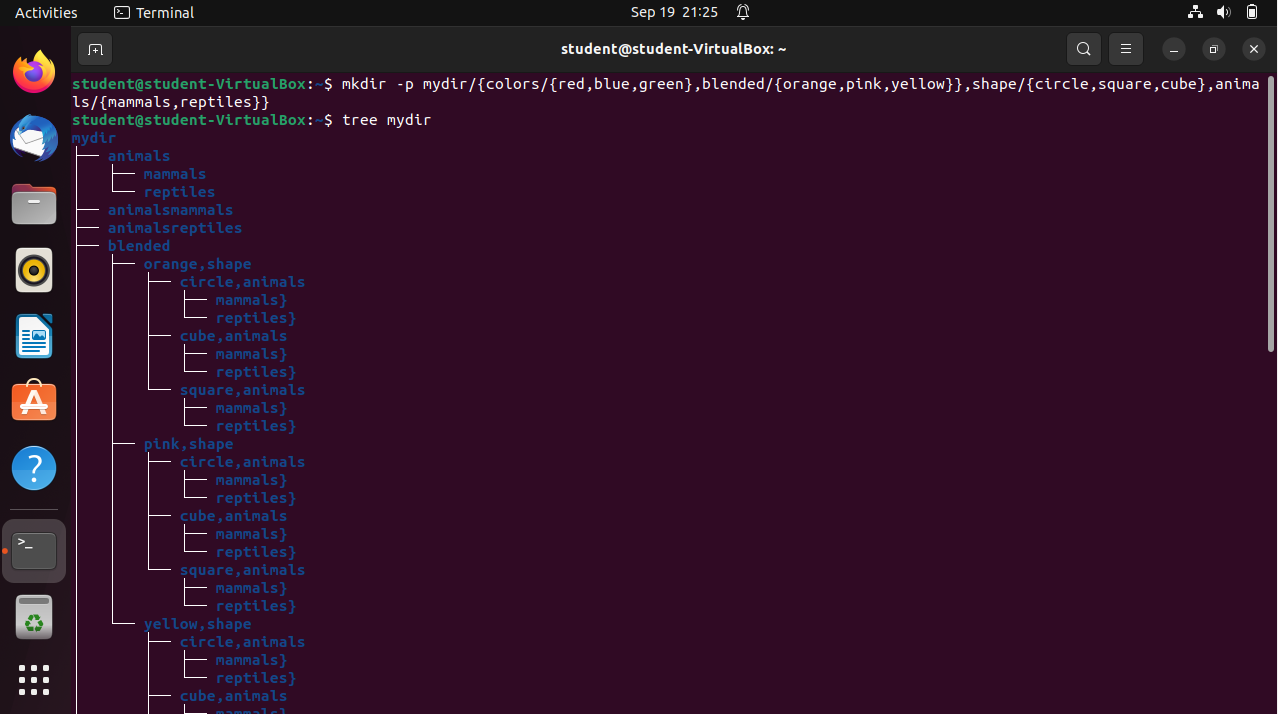 Activities Terminal Sep 19 21:25
student@student-VirtualBox: ~
student@student-VirtualBox:~$ mkdir -p mydir/{colors/{red,blue,green},blended/{orange,pink,yellow}},shape/{circle,square,cube},anima
ls/{mammals,reptiles}}
student@student-VirtualBox:~$ tree mydir
mydir
├── animals
│   ├── mammals
│   └── reptiles
├── animalsmammals
├── animalsreptiles
├── blended
│   ├── orange,shape
│   │   ├── circle,animals
│   │   │   ├── mammals}
│   │   │   └── reptiles}
│   │   ├── cube,animals
│   │   │   ├── mammals}
│   │   │   └── reptiles}
│   │   └── square,animals
│   │       ├── mammals}
│   │       └── reptiles}
│   ├── pink,shape
│   │   ├── circle,animals
│   │   │   ├── mammals}
│   │   │   └── reptiles}
│   │   ├── cube,animals
│   │   │   ├── mammals}
│   │   │   └── reptiles}
│   │   └── square,animals
│   │       ├── mammals}
│   │       └── reptiles}
│   └── yellow,shape
│       ├── circle,animals
│       │   ├── mammals}
│       │   └── reptiles}
│       ├── cube,animals
│       │   ├── mammals}